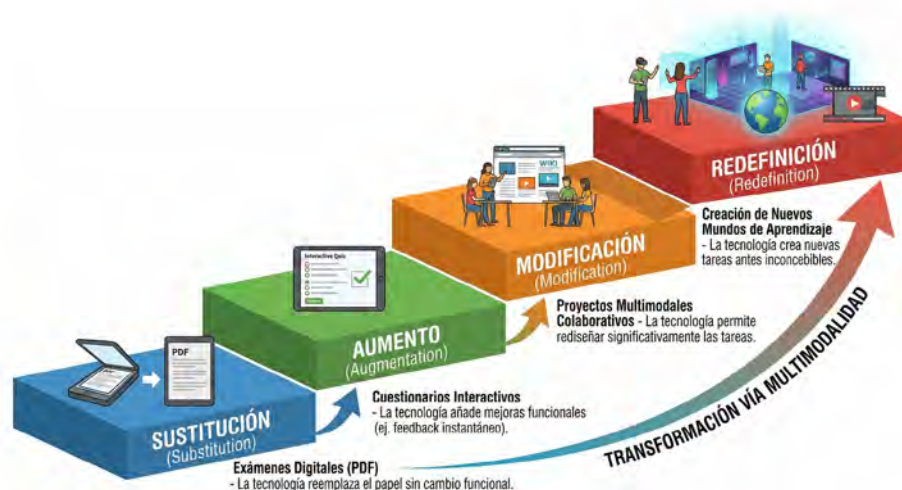 REDEFINICIÓN
(Redefinition)
Creación de Nuevos
Mundos de Aprendizaje
- La tecnología crea nuevas
tareas antes inconcebibles.
WIKI
MODIFICACIÓN
(Modification)
Proyectos Multimodales
Colaborativos - La tecnología permite
rediseñar significativamente las tareas.
Interactive Quiz
AUMENTO
(Augmentation)
Cuestionarios Interactivos
- La tecnología añade mejoras funcionales
(ej. feedback instantáneo).
PDF
SUSTITUCIÓN
(Substitution)
Exámenes Digitales (PDF)
- La tecnología reemplaza el papel sin cambio funcional.
TRANSFORMACIÓN VÍA MULTIMODALIDAD